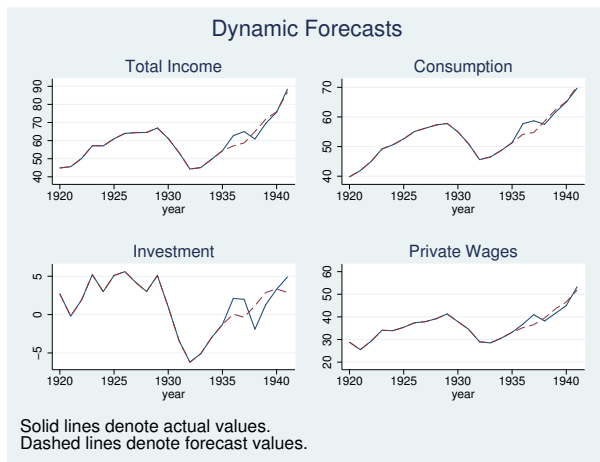 Dynamic Forecasts
Total Income
90
80
70
60
50
40
1920 1925 1930 1935 1940
year
Consumption
70
60
50
40
1920 1925 1930 1935 1940
year
Investment
5
0
-5
1920 1925 1930 1935 1940
year
Private Wages
60
50
40
30
20
1920 1925 1930 1935 1940
year
Solid lines denote actual values.
Dashed lines denote forecast values.